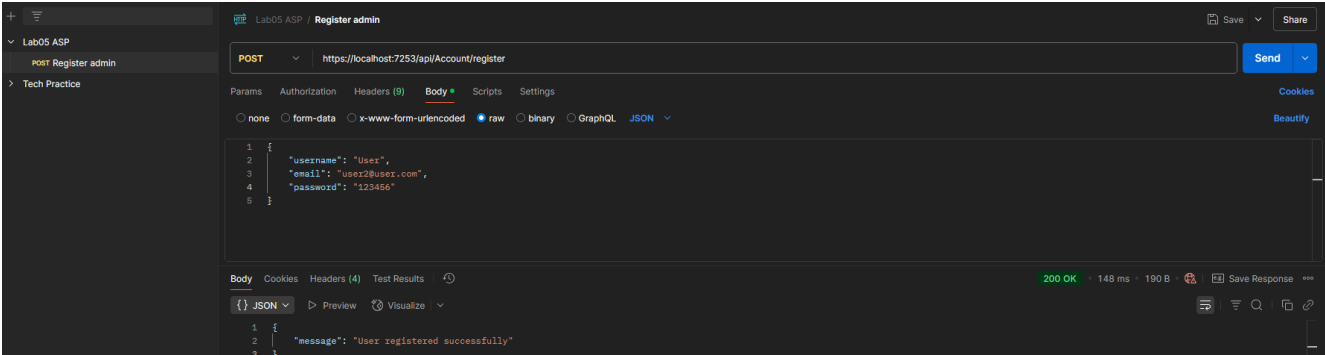 Lab05 ASP / Register admin
Save
Share
Lab05 ASP
POST Register admin
Tech Practice
POST
https://localhost:7253/api/Account/register
Send
Params Authorization Headers (9) Body Scripts Settings
Cookies
none form-data x-www-form-urlencoded raw binary GraphQL JSON
Beautify
1 {
2 "username": "User",
3 "email": "user2@user.com",
4 "password": "123456"
5 }
Body Cookies Headers (4) Test Results
200 OK • 148 ms • 190 B
Save Response
{} JSON Preview Visualize
1 {
2 "message": "User registered successfully"
3 }